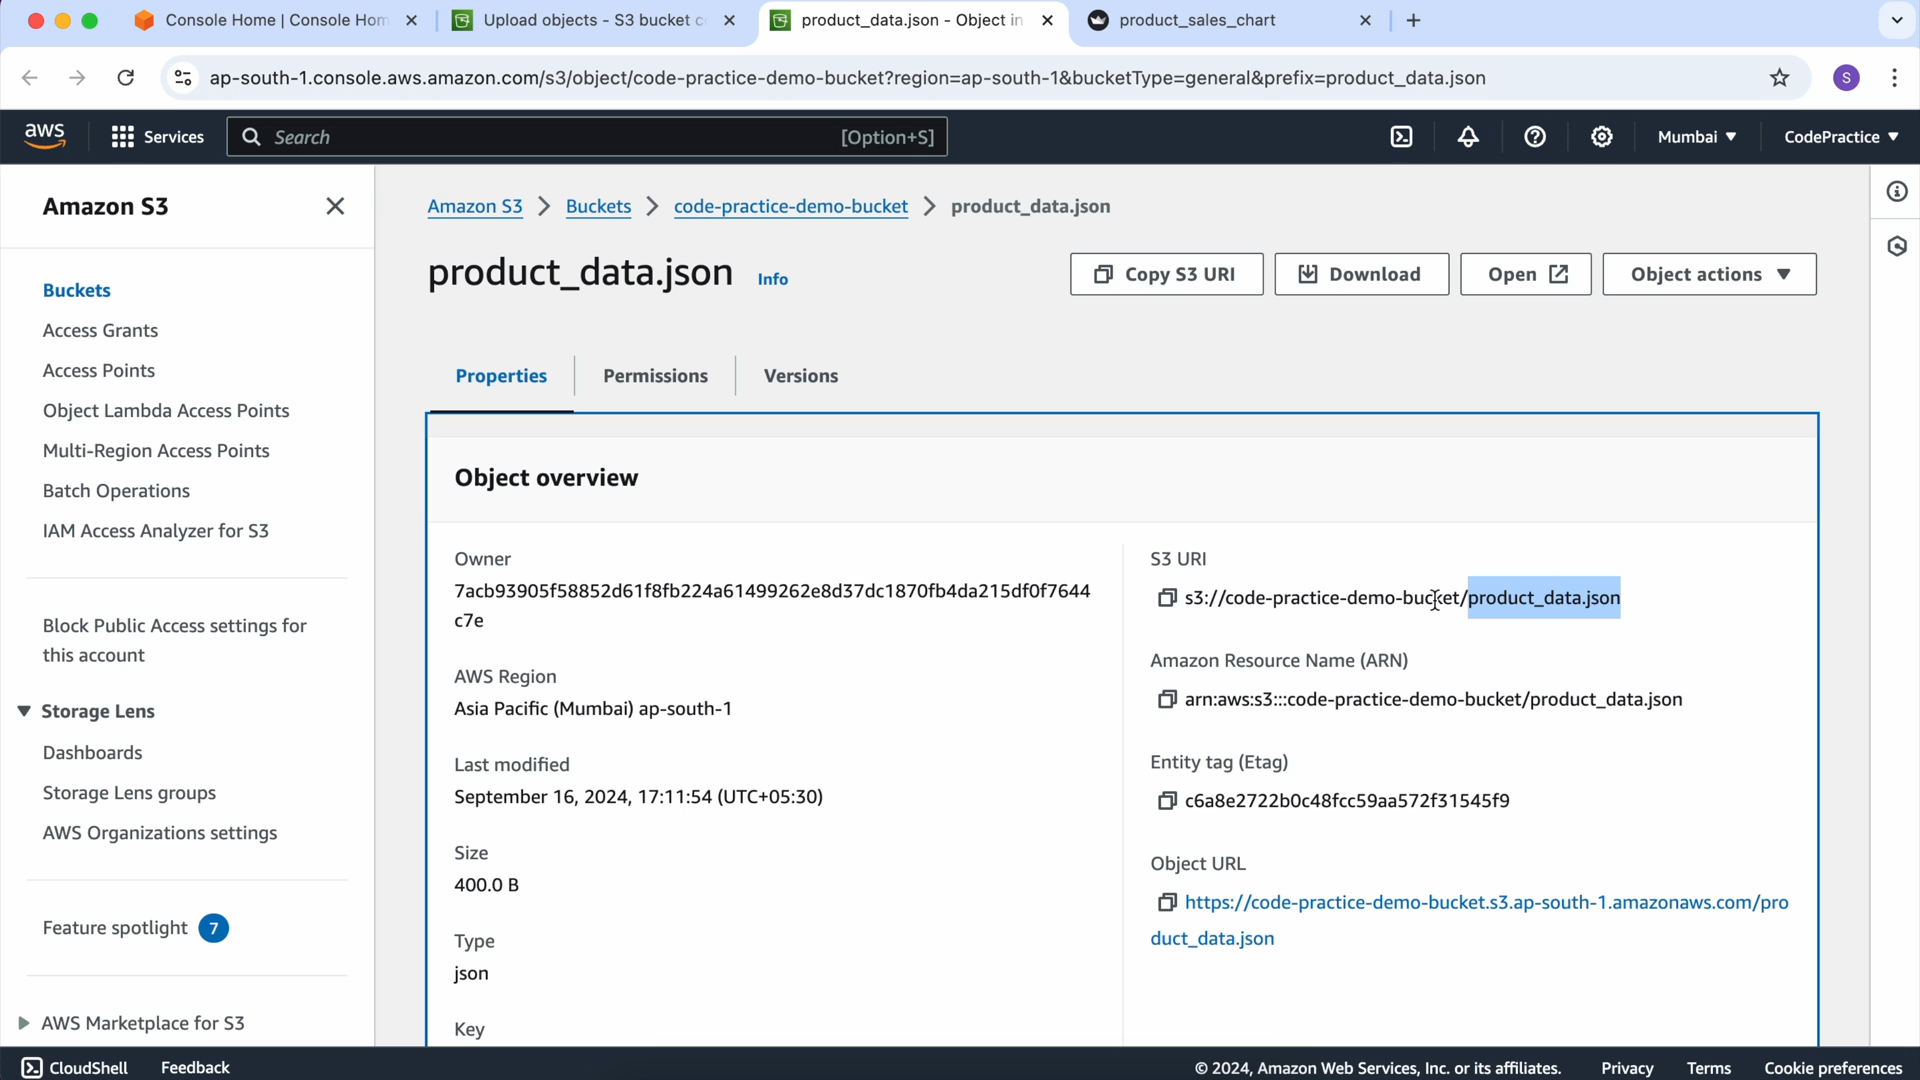 Console Home | Console Hom
Upload objects - S3 bucket c
product_data.json - Object in
product_sales_chart
ap-south-1.console.aws.amazon.com/s3/object/code-practice-demo-bucket?region=ap-south-1&bucketType=general&prefix=product_data.json
S
aws
Services
Search
[Option+S]
Mumbai
CodePractice
Amazon S3
Buckets
Access Grants
Access Points
Object Lambda Access Points
Multi-Region Access Points
Batch Operations
IAM Access Analyzer for S3
Block Public Access settings for
this account
Storage Lens
Dashboards
Storage Lens groups
AWS Organizations settings
Feature spotlight 7
AWS Marketplace for S3
Amazon S3 > Buckets > code-practice-demo-bucket > product_data.json
product_data.json Info
Copy S3 URI
Download
Open
Object actions
Properties
Permissions
Versions
Object overview
Owner
7acb93905f58852d61f8fb224a61499262e8d37dc1870fb4da215df0f7644
c7e
AWS Region
Asia Pacific (Mumbai) ap-south-1
Last modified
September 16, 2024, 17:11:54 (UTC+05:30)
Size
400.0 B
Type
json
Key
S3 URI
s3://code-practice-demo-bucket/product_data.json
Amazon Resource Name (ARN)
arn:aws:s3:::code-practice-demo-bucket/product_data.json
Entity tag (Etag)
c6a8e2722b0c48fcc59aa572f31545f9
Object URL
https://code-practice-demo-bucket.s3.ap-south-1.amazonaws.com/pro
duct_data.json
CloudShell
Feedback
© 2024, Amazon Web Services, Inc. or its affiliates.
Privacy
Terms
Cookie preferences